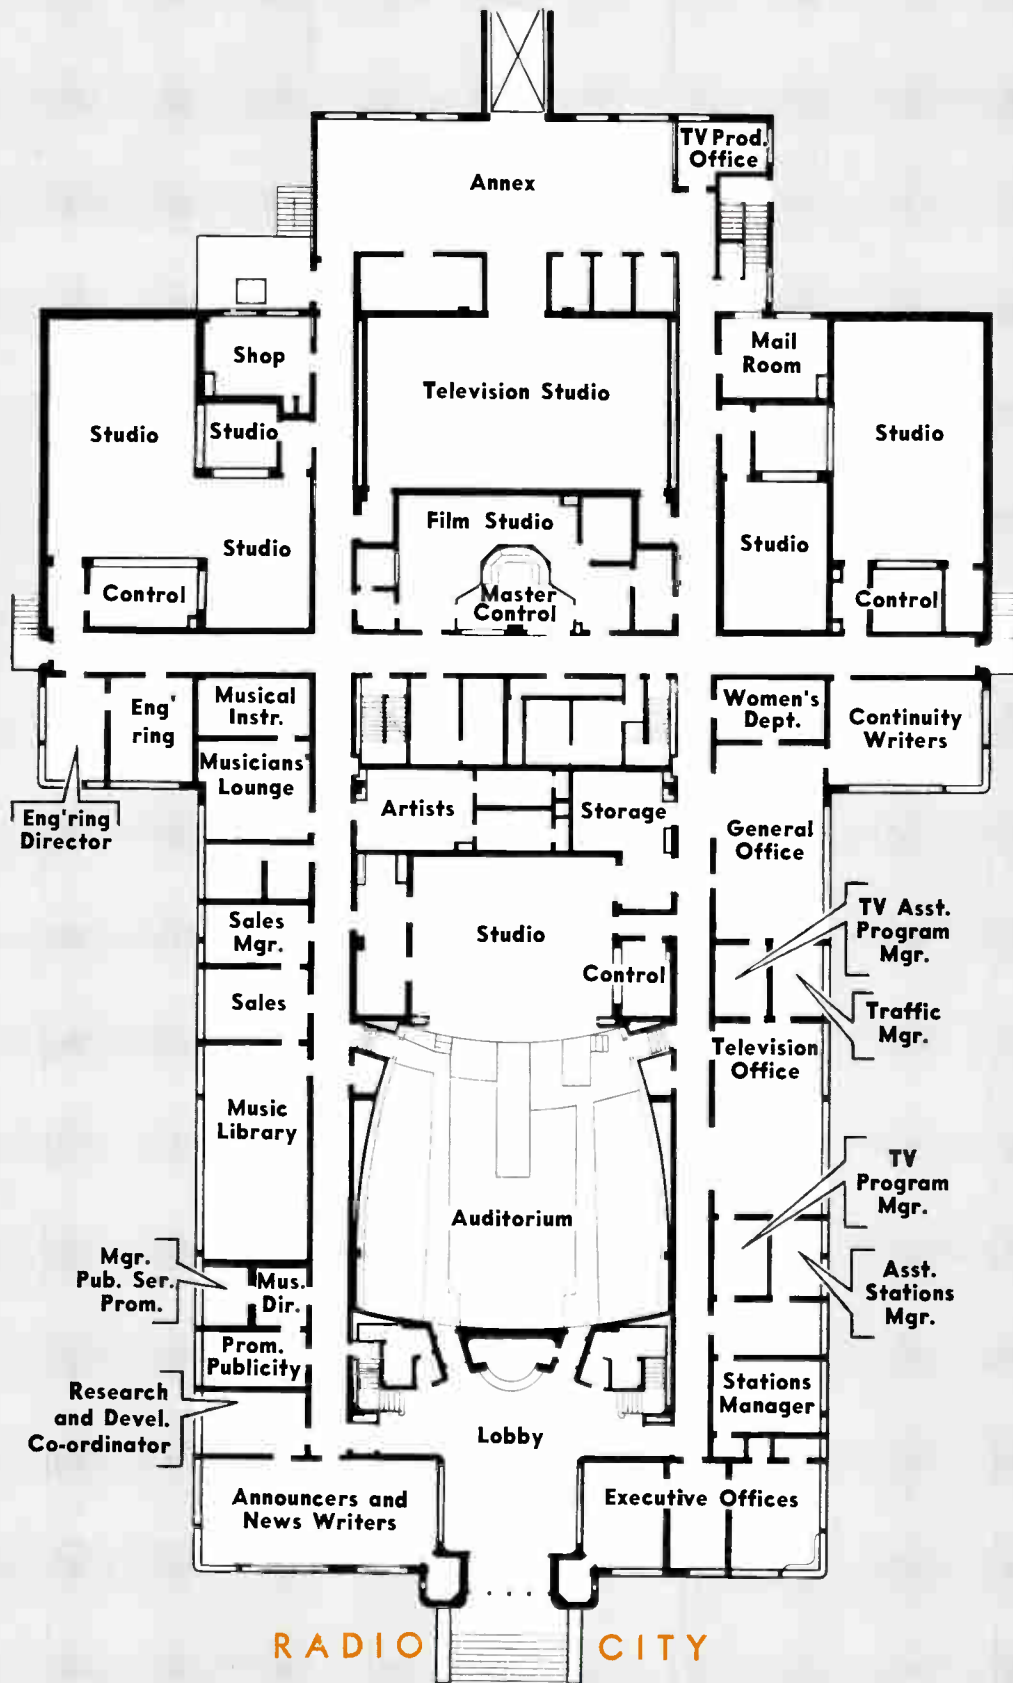 TV Prod.
Office
Annex
Shop
Mail
Room
Television Studio
Studio
Studio
Studio
Film Studio
Studio
Studio
Control
Master
Control
Control
Musical
Instr.
Eng'
ring
Women's
Dept.
Continuity
Writers
Musicians'
Lounge
Eng'ring
Director
Artists
Storage
General
Office
TV Asst.
Program
Mgr.
Sales
Mgr.
Studio
Control
Sales
Traffic
Mgr.
Television
Office
Music
Library
TV
Program
Mgr.
Auditorium
Mgr.
Pub. Ser.
Prom.
Mus.
Dir.
Asst.
Stations
Mgr.
Prom.
Publicity
Research
and Devel.
Co-ordinator
Stations
Manager
Lobby
Announcers and
News Writers
Executive Offices
RADIO CITY